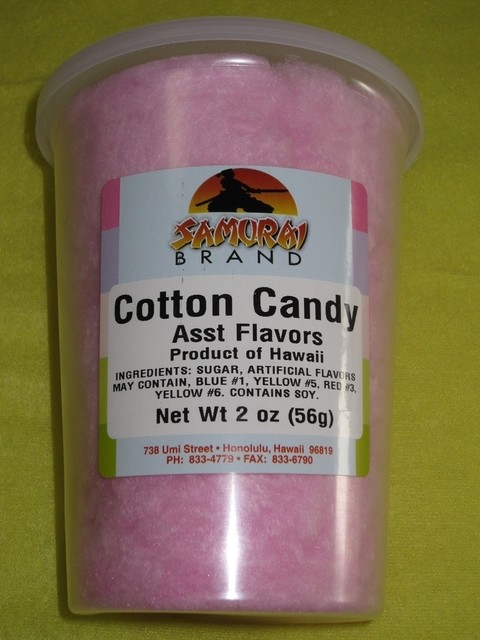 SAMURAI
BRAND
Cotton Candy
Asst Flavors
Product of Hawaii
INGREDIENTS: SUGAR, ARTIFICIAL FLAVORS
MAY CONTAIN, BLUE #1, YELLOW #5, RED #3,
YELLOW #6. CONTAINS SOY.
Net Wt 2 oz (56g)
738 Umi Street • Honolulu, Hawaii 96819
PH: 833-4779 • FAX: 833-6790